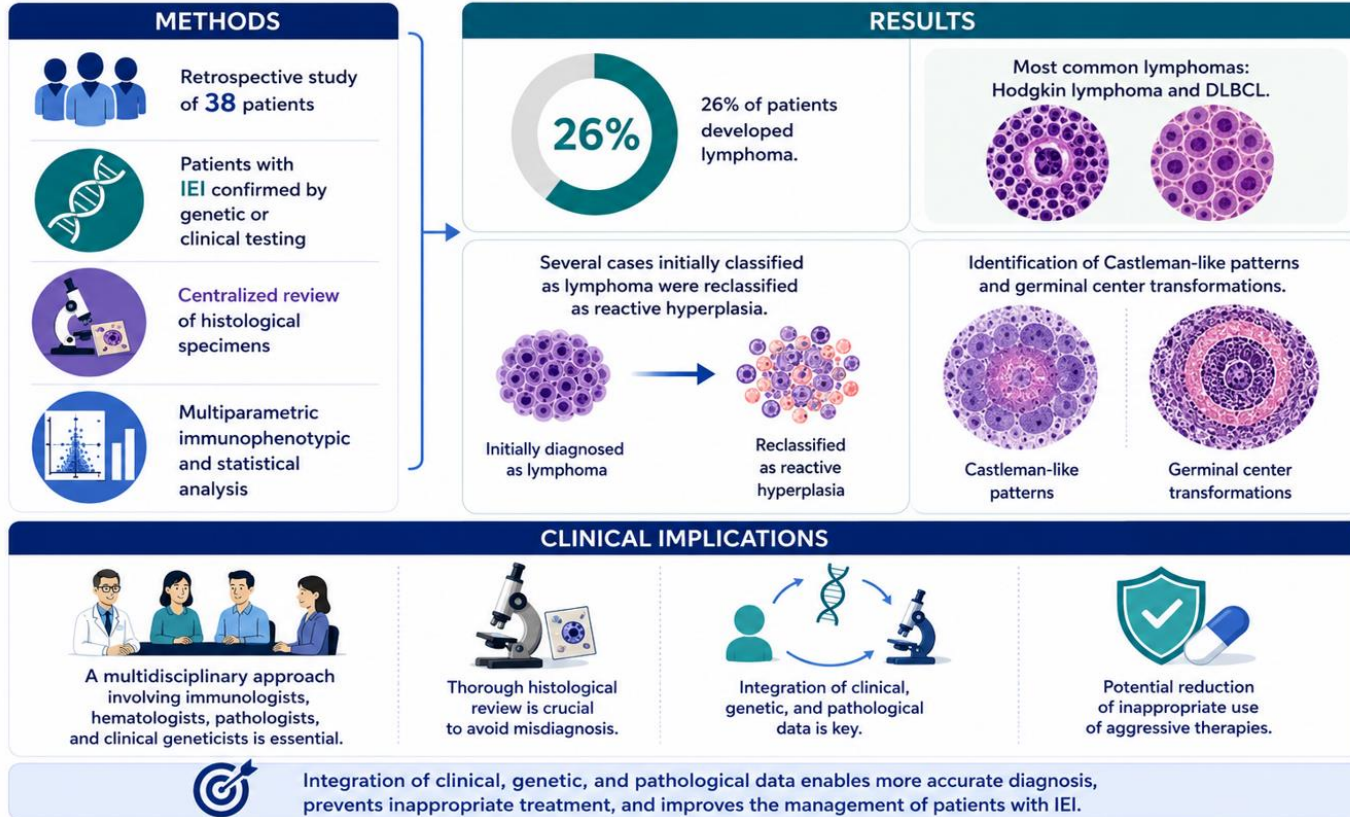 METHODS
Retrospective study
of 38 patients
Patients with
IEI confirmed by
genetic or
clinical testing
Centralized review
of histological
specimens
Multiparametric
immunophenotypic
and statistical
analysis
RESULTS
26%
26% of patients
developed
lymphoma.
Most common lymphomas:
Hodgkin lymphoma and DLBCL.
Several cases initially classified
as lymphoma were reclassified
as reactive hyperplasia.
Initially diagnosed
as lymphoma
Reclassified
as reactive
hyperplasia
Identification of Castleman-like patterns
and germinal center transformations.
Castleman-like
patterns
Germinal center
transformations
CLINICAL IMPLICATIONS
A multidisciplinary approach
involving immunologists,
hematologists, pathologists,
and clinical geneticists is essential.
Thorough histological
review is crucial
to avoid misdiagnosis.
Integration of clinical,
genetic, and pathological
data is key.
Potential reduction
of inappropriate use
of aggressive therapies.
Integration of clinical, genetic, and pathological data enables more accurate diagnosis,
prevents inappropriate treatment, and improves the management of patients with IEI.